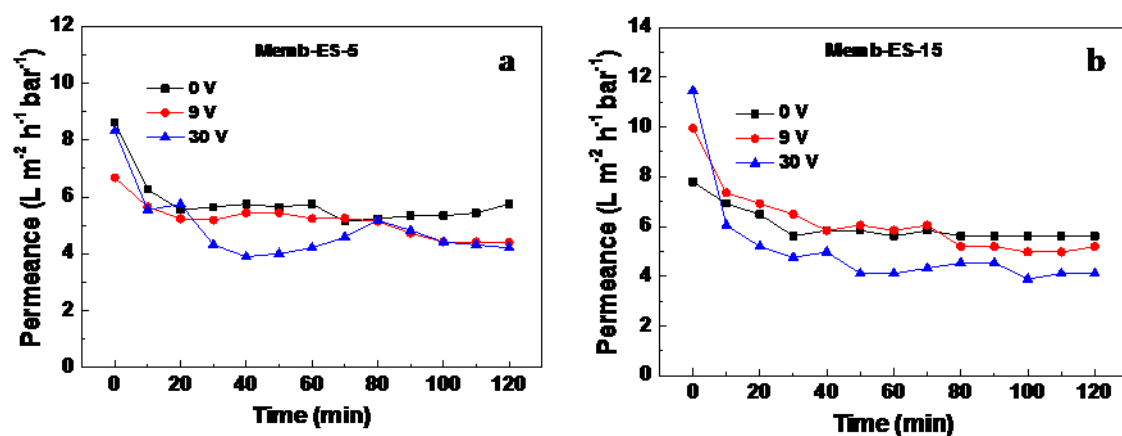 Memb-ES-5
a
0 V
9 V
30 V
Permeance (L m⁻² h⁻¹ bar⁻¹)
12
10
8
6
4
2
0
0 20 40 60 80 100 120
Time (min)
Memb-ES-15
b
0 V
9 V
30 V
Permeance (L m⁻² h⁻¹ bar⁻¹)
14
12
10
8
6
4
2
0
0 20 40 60 80 100 120
Time (min)